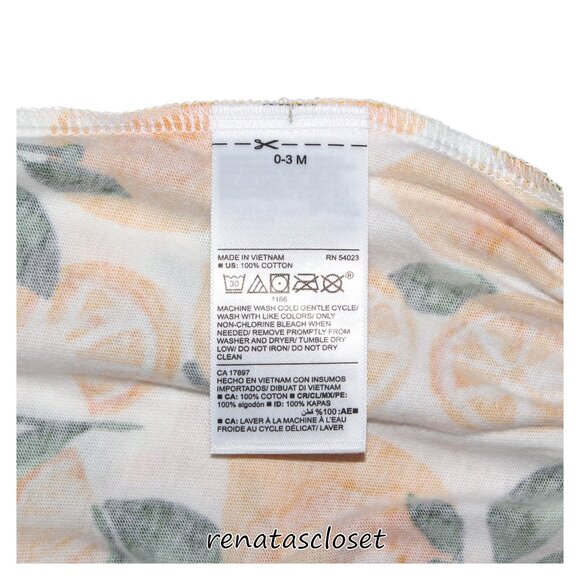 0-3 M
MADE IN VIETNAM RN 54023
■ US: 100% COTTON
30
1166
MACHINE WASH COLD GENTLE CYCLE/
WASH WITH LIKE COLORS/ ONLY
NON-CHLORINE BLEACH WHEN
NEEDED/ REMOVE PROMPTLY FROM
WASHER AND DRYER/ TUMBLE DRY
LOW/ DO NOT IRON/ DO NOT DRY
CLEAN
CA 17897
HECHO EN VIETNAM CON INSUMOS
IMPORTADOS/ DIBUAT DI VIETNAM
■ CA: 100% COTON ■ CR/CL/MX/PE:
100% algodón ■ ID: 100% KAPAS
■ AE: 100% قطن
■ CA: LAVER À LA MACHINE À L'EAU
FROIDE AU CYCLE DÉLICAT/ LAVER
renatascloset